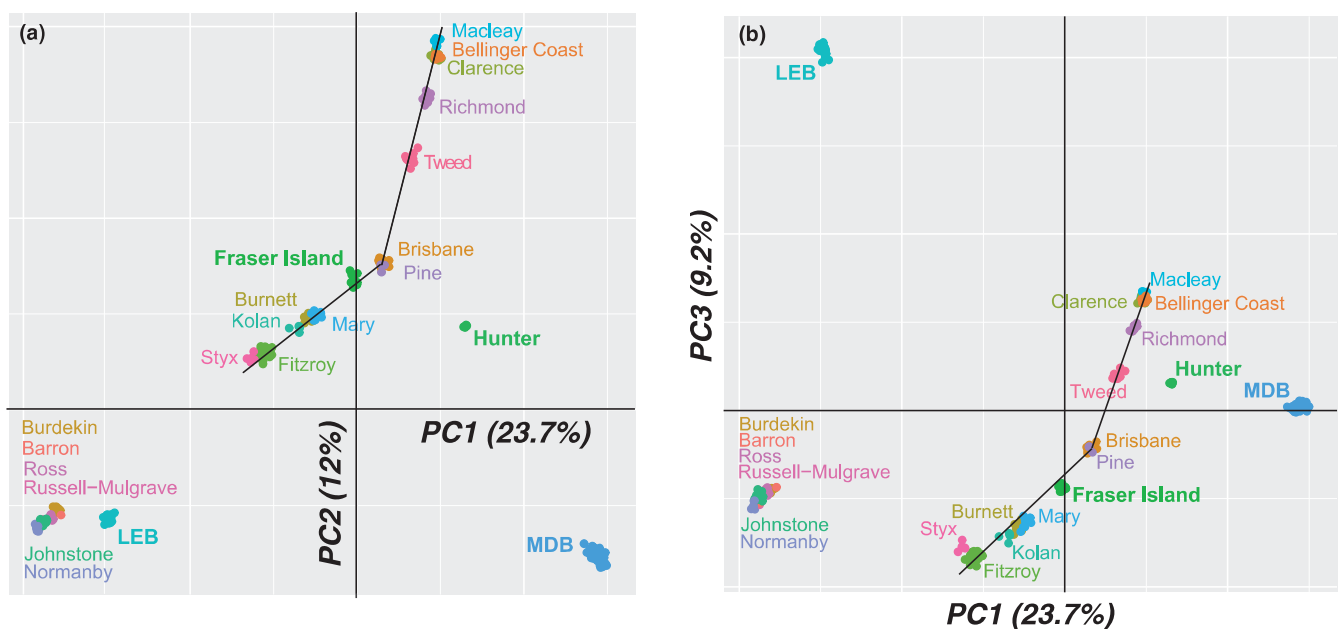 (a)
Macleay
Bellinger Coast
Clarence
Richmond
Tweed
Brisbane
Fraser Island
Pine
Burnett
Kolan
Mary
Hunter
Styx
Fitzroy
PC1 (23.7%)
PC2 (12%)
Burdekin
Barron
Ross
Russell–Mulgrave
LEB
MDB
Johnstone
Normanby
(b)
LEB
PC3 (9.2%)
Macleay
Clarence
Bellinger Coast
Richmond
Hunter
Tweed
MDB
Burdekin
Barron
Ross
Russell–Mulgrave
Brisbane
Pine
Fraser Island
Johnstone
Normanby
Burnett
Mary
Styx
Kolan
Fitzroy
PC1 (23.7%)